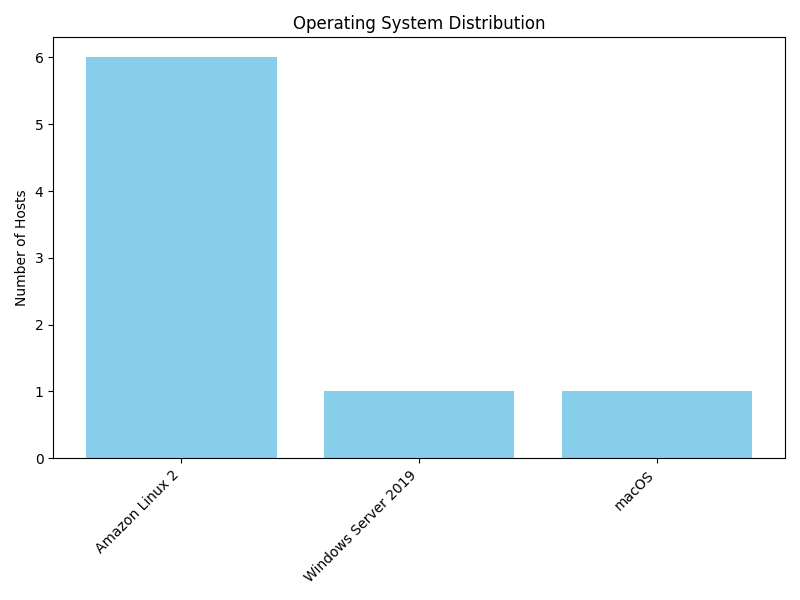 Operating System Distribution
Number of Hosts
6
5
4
3
2
1
0
Amazon Linux 2
Windows Server 2019
macOS